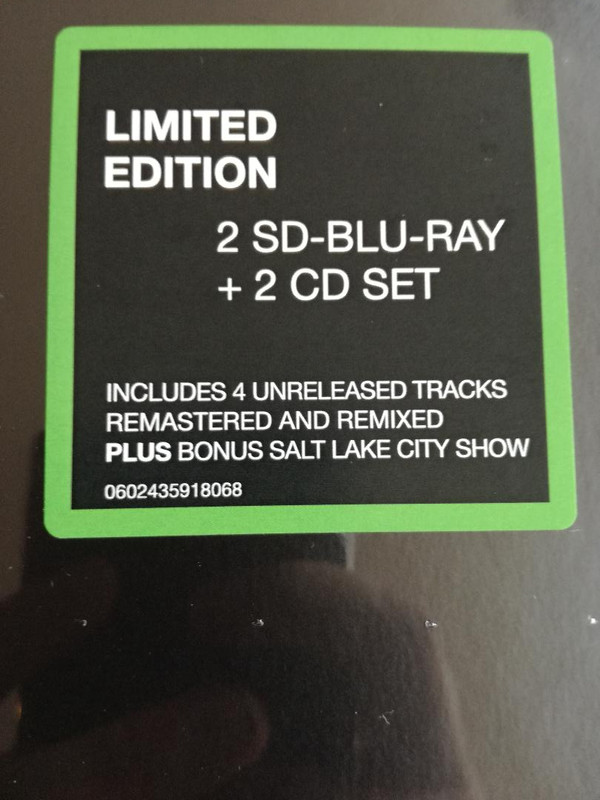 LIMITED
EDITION
2 SD-BLU-RAY
+ 2 CD SET
INCLUDES 4 UNRELEASED TRACKS
REMASTERED AND REMIXED
PLUS BONUS SALT LAKE CITY SHOW
0602435918068